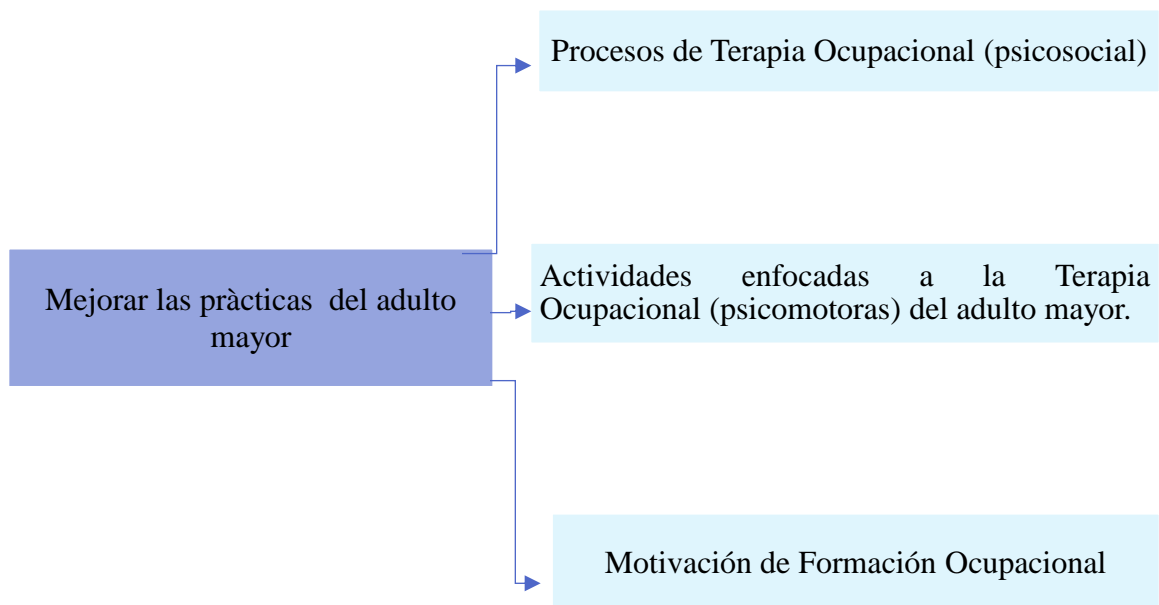 Procesos de Terapia Ocupacional (psicosocial)
Mejorar las pràcticas  del adulto
mayor
Actividades enfocadas a la Terapia
Ocupacional (psicomotoras) del adulto mayor.
Motivación de Formación Ocupacional